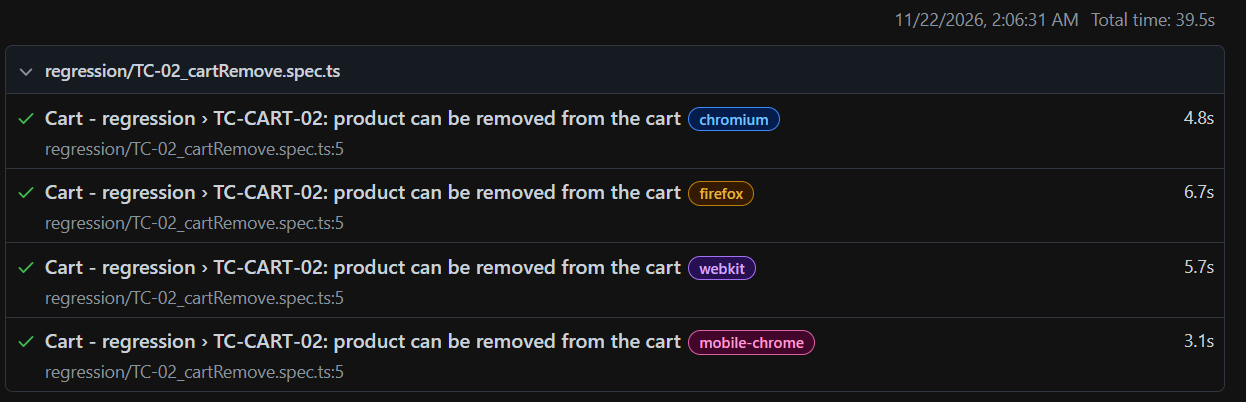 11/22/2026, 2:06:31 AM Total time: 39.5s
regression/TC-02_cartRemove.spec.ts
Cart - regression › TC-CART-02: product can be removed from the cart chromium 4.8s
regression/TC-02_cartRemove.spec.ts:5
Cart - regression › TC-CART-02: product can be removed from the cart firefox 6.7s
regression/TC-02_cartRemove.spec.ts:5
Cart - regression › TC-CART-02: product can be removed from the cart webkit 5.7s
regression/TC-02_cartRemove.spec.ts:5
Cart - regression › TC-CART-02: product can be removed from the cart mobile-chrome 3.1s
regression/TC-02_cartRemove.spec.ts:5